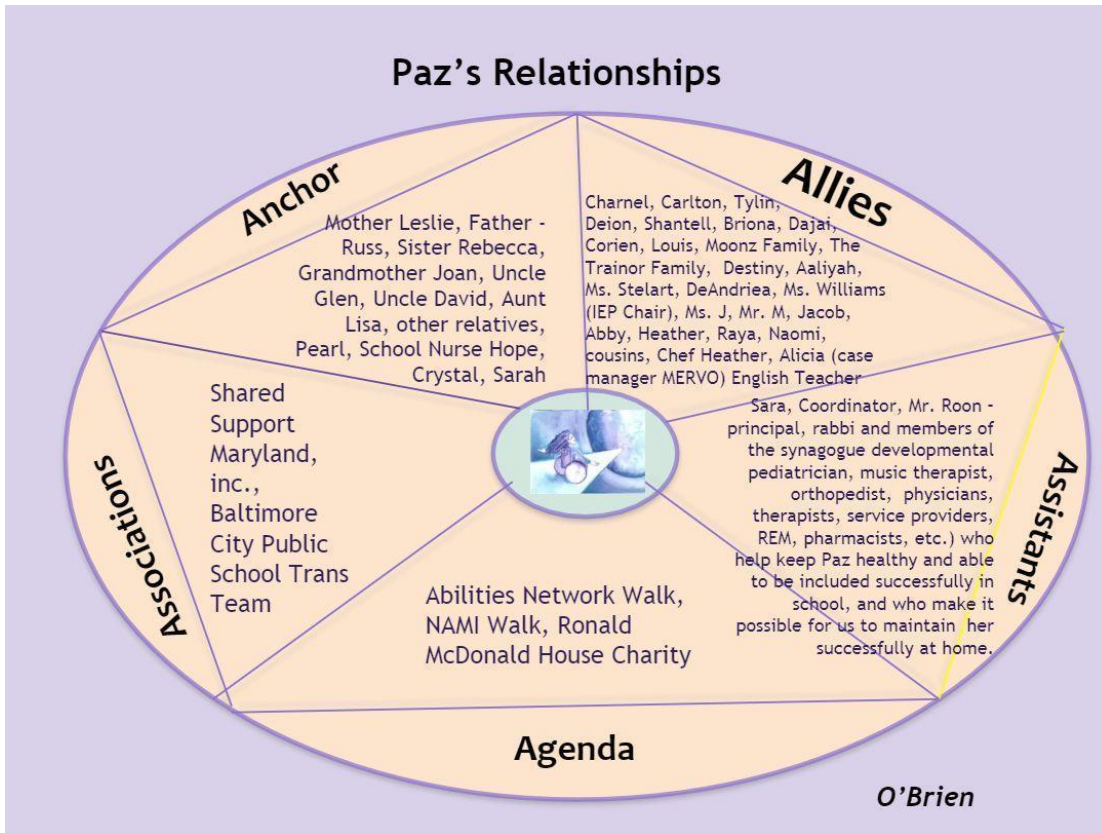 Paz's Relationships
Anchor
Mother Leslie, Father -
Russ, Sister Rebecca,
Grandmother Joan, Uncle
Glen, Uncle David, Aunt
Lisa, other relatives,
Pearl, School Nurse Hope,
Crystal, Sarah
Allies
Charnel, Carlton, Tylin,
Deion, Shantell, Briona, Dajai,
Corien, Louis, Moonz Family, The
Trainor Family, Destiny, Aaliyah,
Ms. Stelart, DeAndriea, Ms. Williams
(IEP Chair), Ms. J, Mr. M, Jacob,
Abby, Heather, Raya, Naomi,
cousins, Chef Heather, Alicia (case
manager MERVO) English Teacher
Associations
Shared
Support
Maryland,
inc.,
Baltimore
City Public
School Trans
Team
Assistants
Sara, Coordinator, Mr. Roon -
principal, rabbi and members of
the synagogue developmental
pediatrician, music therapist,
orthopedist, physicians,
therapists, service providers,
REM, pharmacists, etc.) who
help keep Paz healthy and able
to be included successfully in
school, and who make it
possible for us to maintain her
successfully at home.
Abilities Network Walk,
NAMI Walk, Ronald
McDonald House Charity
Agenda
O'Brien